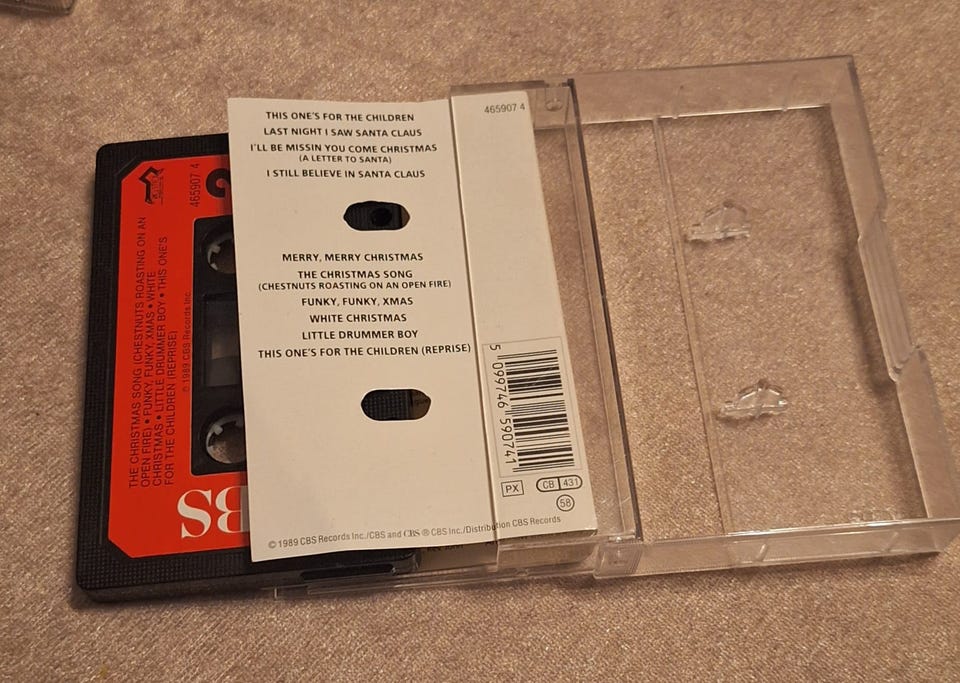 THIS ONE'S FOR THE CHILDREN
LAST NIGHT I SAW SANTA CLAUS
I'LL BE MISSIN YOU COME CHRISTMAS
(A LETTER TO SANTA)
I STILL BELIEVE IN SANTA CLAUS
MERRY, MERRY CHRISTMAS
THE CHRISTMAS SONG
(CHESTNUTS ROASTING ON AN OPEN FIRE)
FUNKY, FUNKY, XMAS
WHITE CHRISTMAS
LITTLE DRUMMER BOY
THIS ONE'S FOR THE CHILDREN (REPRISE)
© 1989 CBS Records Inc./CBS and CBS ® CBS Inc./Distribution CBS Records
465907 4
5 099746 590741
PX
CB 431
58
465907 4
2
THE CHRISTMAS SONG (CHESTNUTS ROASTING ON AN
OPEN FIRE) • FUNKY, FUNKY, XMAS • WHITE
CHRISTMAS • LITTLE DRUMMER BOY • THIS ONE'S
FOR THE CHILDREN (REPRISE)
© 1989 CBS Records Inc.
BS